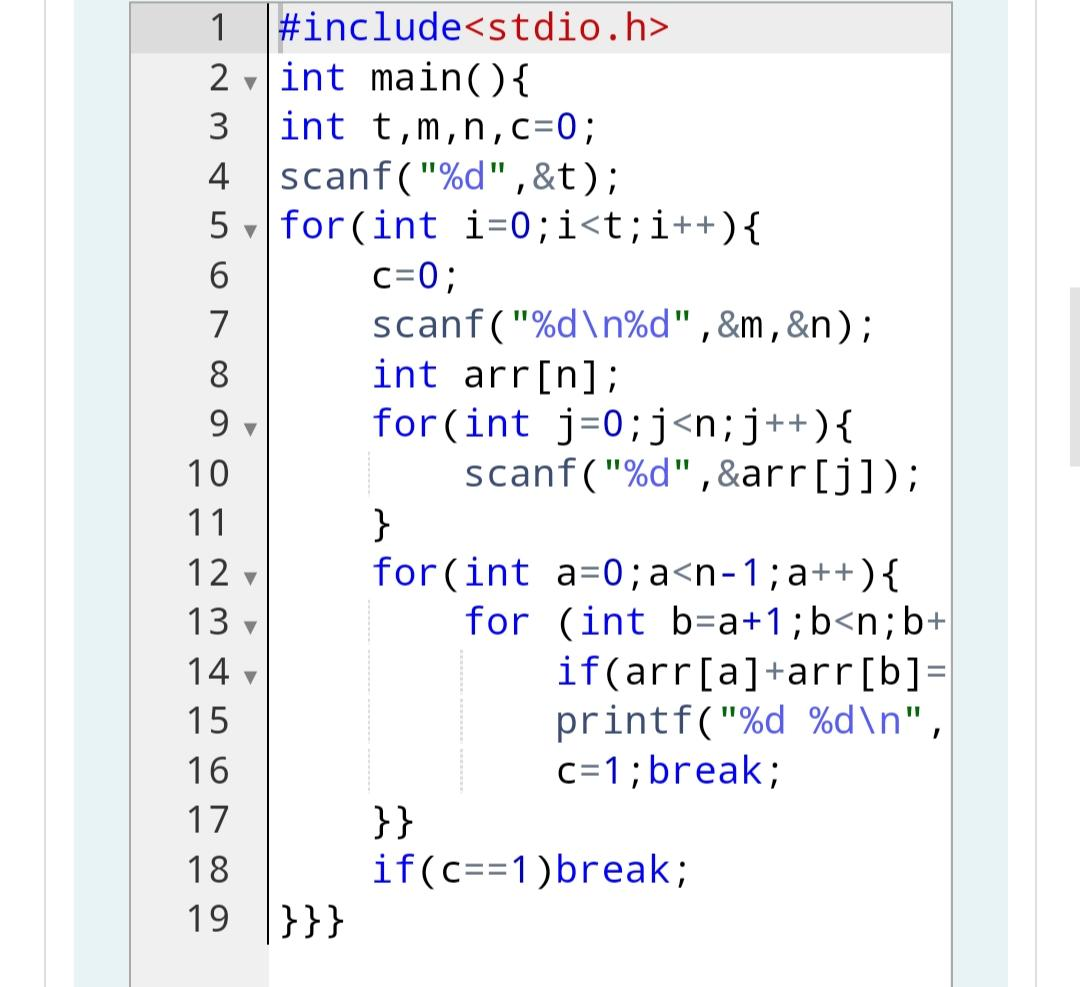 1 #include<stdio.h>
2 int main(){
3 int t,m,n,c=0;
4 scanf("%d",&t);
5 for(int i=0;i<t;i++){
6 c=0;
7 scanf("%d\n%d",&m,&n);
8 int arr[n];
9 for(int j=0;j<n;j++){
10 scanf("%d",&arr[j]);
11 }
12 for(int a=0;a<n-1;a++){
13 for (int b=a+1;b<n;b+
14 if(arr[a]+arr[b]=
15 printf("%d %d\n",
16 c=1;break;
17 }}
18 if(c==1)break;
19 }}}